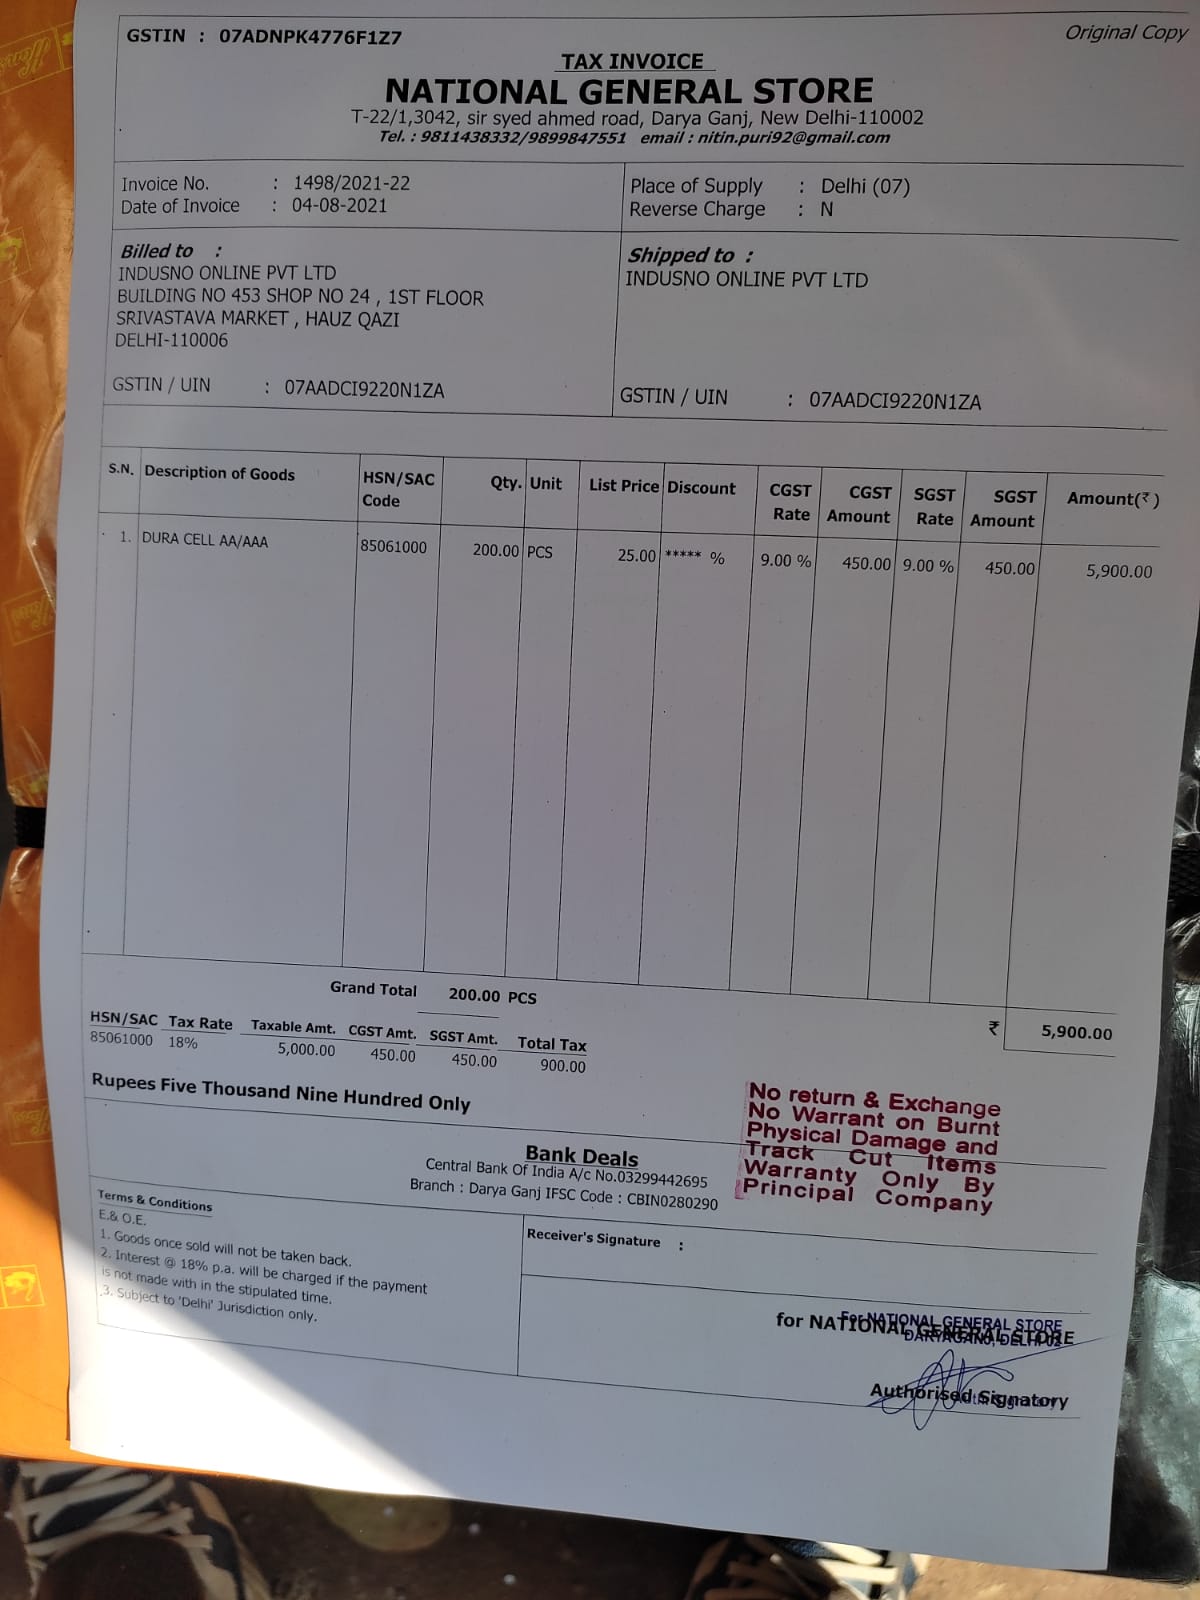 GSTIN : 07ADNPK4776F1Z7
Original Copy
TAX INVOICE
NATIONAL GENERAL STORE
T-22/1,3042, sir syed ahmed road, Darya Ganj, New Delhi-110002
Tel. : 9811438332/9899847551 email : nitin.puri92@gmail.com
Invoice No. : 1498/2021-22
Date of Invoice : 04-08-2021
Place of Supply : Delhi (07)
Reverse Charge : N
Billed to :
INDUSNO ONLINE PVT LTD
BUILDING NO 453 SHOP NO 24 , 1ST FLOOR
SRIVASTAVA MARKET , HAUZ QAZI
DELHI-110006
GSTIN / UIN : 07AADCI9220N1ZA
Shipped to :
INDUSNO ONLINE PVT LTD
GSTIN / UIN : 07AADCI9220N1ZA
S.N. Description of Goods HSN/SAC Code Qty. Unit List Price Discount CGST Rate CGST Amount SGST Rate SGST Amount Amount(₹)
1. DURA CELL AA/AAA 85061000 200.00 PCS 25.00 ***** % 9.00 % 450.00 9.00 % 450.00 5,900.00
Grand Total 200.00 PCS
₹ 5,900.00
HSN/SAC Tax Rate Taxable Amt. CGST Amt. SGST Amt. Total Tax
85061000 18% 5,000.00 450.00 450.00 900.00
Rupees Five Thousand Nine Hundred Only
No return & Exchange
No Warrant on Burnt
Physical Damage and
Track Cut Items
Warranty Only By
Principal Company
Bank Deals
Central Bank Of India A/c No.03299442695
Branch : Darya Ganj IFSC Code : CBIN0280290
Terms & Conditions
E.& O.E.
1. Goods once sold will not be taken back.
2. Interest @ 18% p.a. will be charged if the payment
is not made with in the stipulated time.
3. Subject to 'Delhi' Jurisdiction only.
Receiver's Signature :
for NATIONAL GENERAL STORE
For NATIONAL GENERAL STORE
DARYAGANJ, DELHI-02
Authorised Signatory